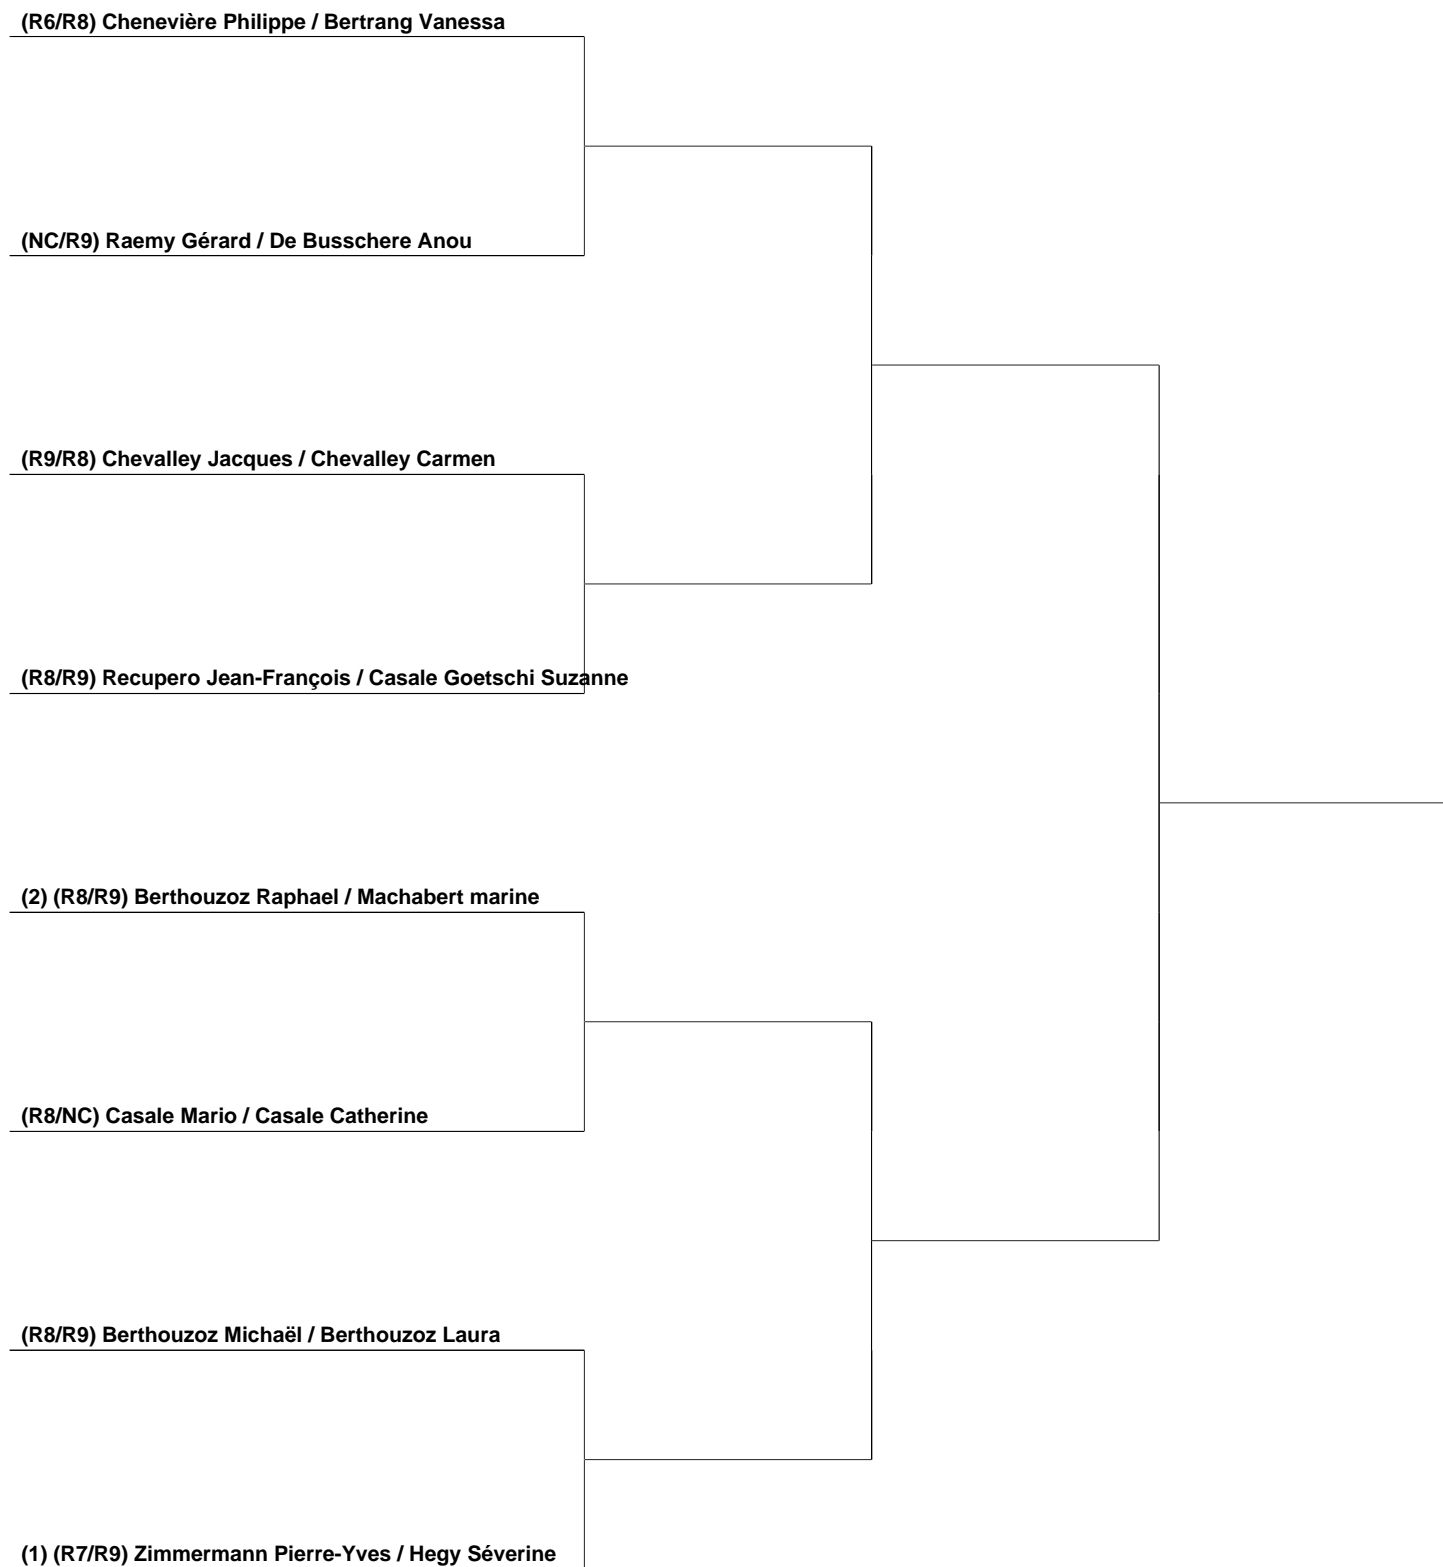 (R6/R8) Chenevière Philippe / Bertrang Vanessa
(NC/R9) Raemy Gérard / De Busschere Anou
(R9/R8) Chevalley Jacques / Chevalley Carmen
(R8/R9) Recupero Jean-François / Casale Goetschi Suzanne
(2) (R8/R9) Berthouzoz Raphael / Machabert marine
(R8/NC) Casale Mario / Casale Catherine
(R8/R9) Berthouzoz Michaël / Berthouzoz Laura
(1) (R7/R9) Zimmermann Pierre-Yves / Hegy Séverine